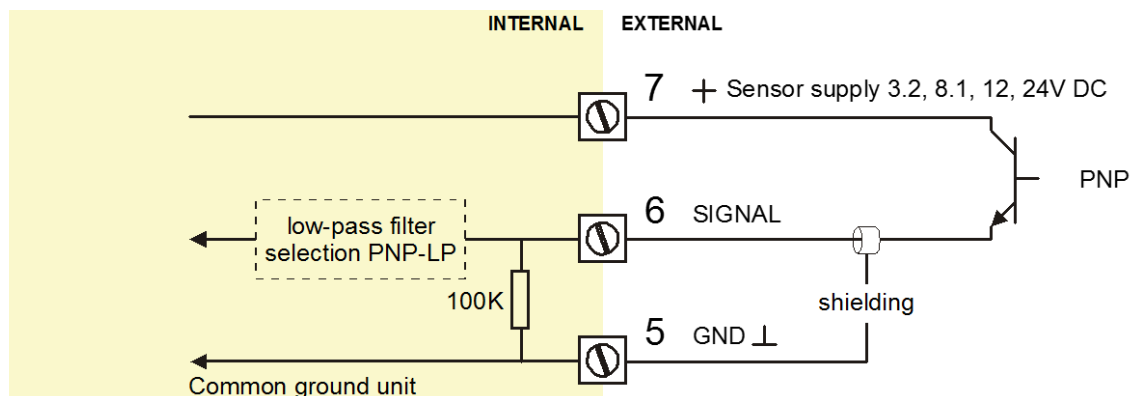 INTERNAL EXTERNAL
7 + Sensor supply 3.2, 8.1, 12, 24V DC
PNP
6 SIGNAL
low-pass filter
selection PNP-LP
100K
shielding
5 GND ⊥
Common ground unit